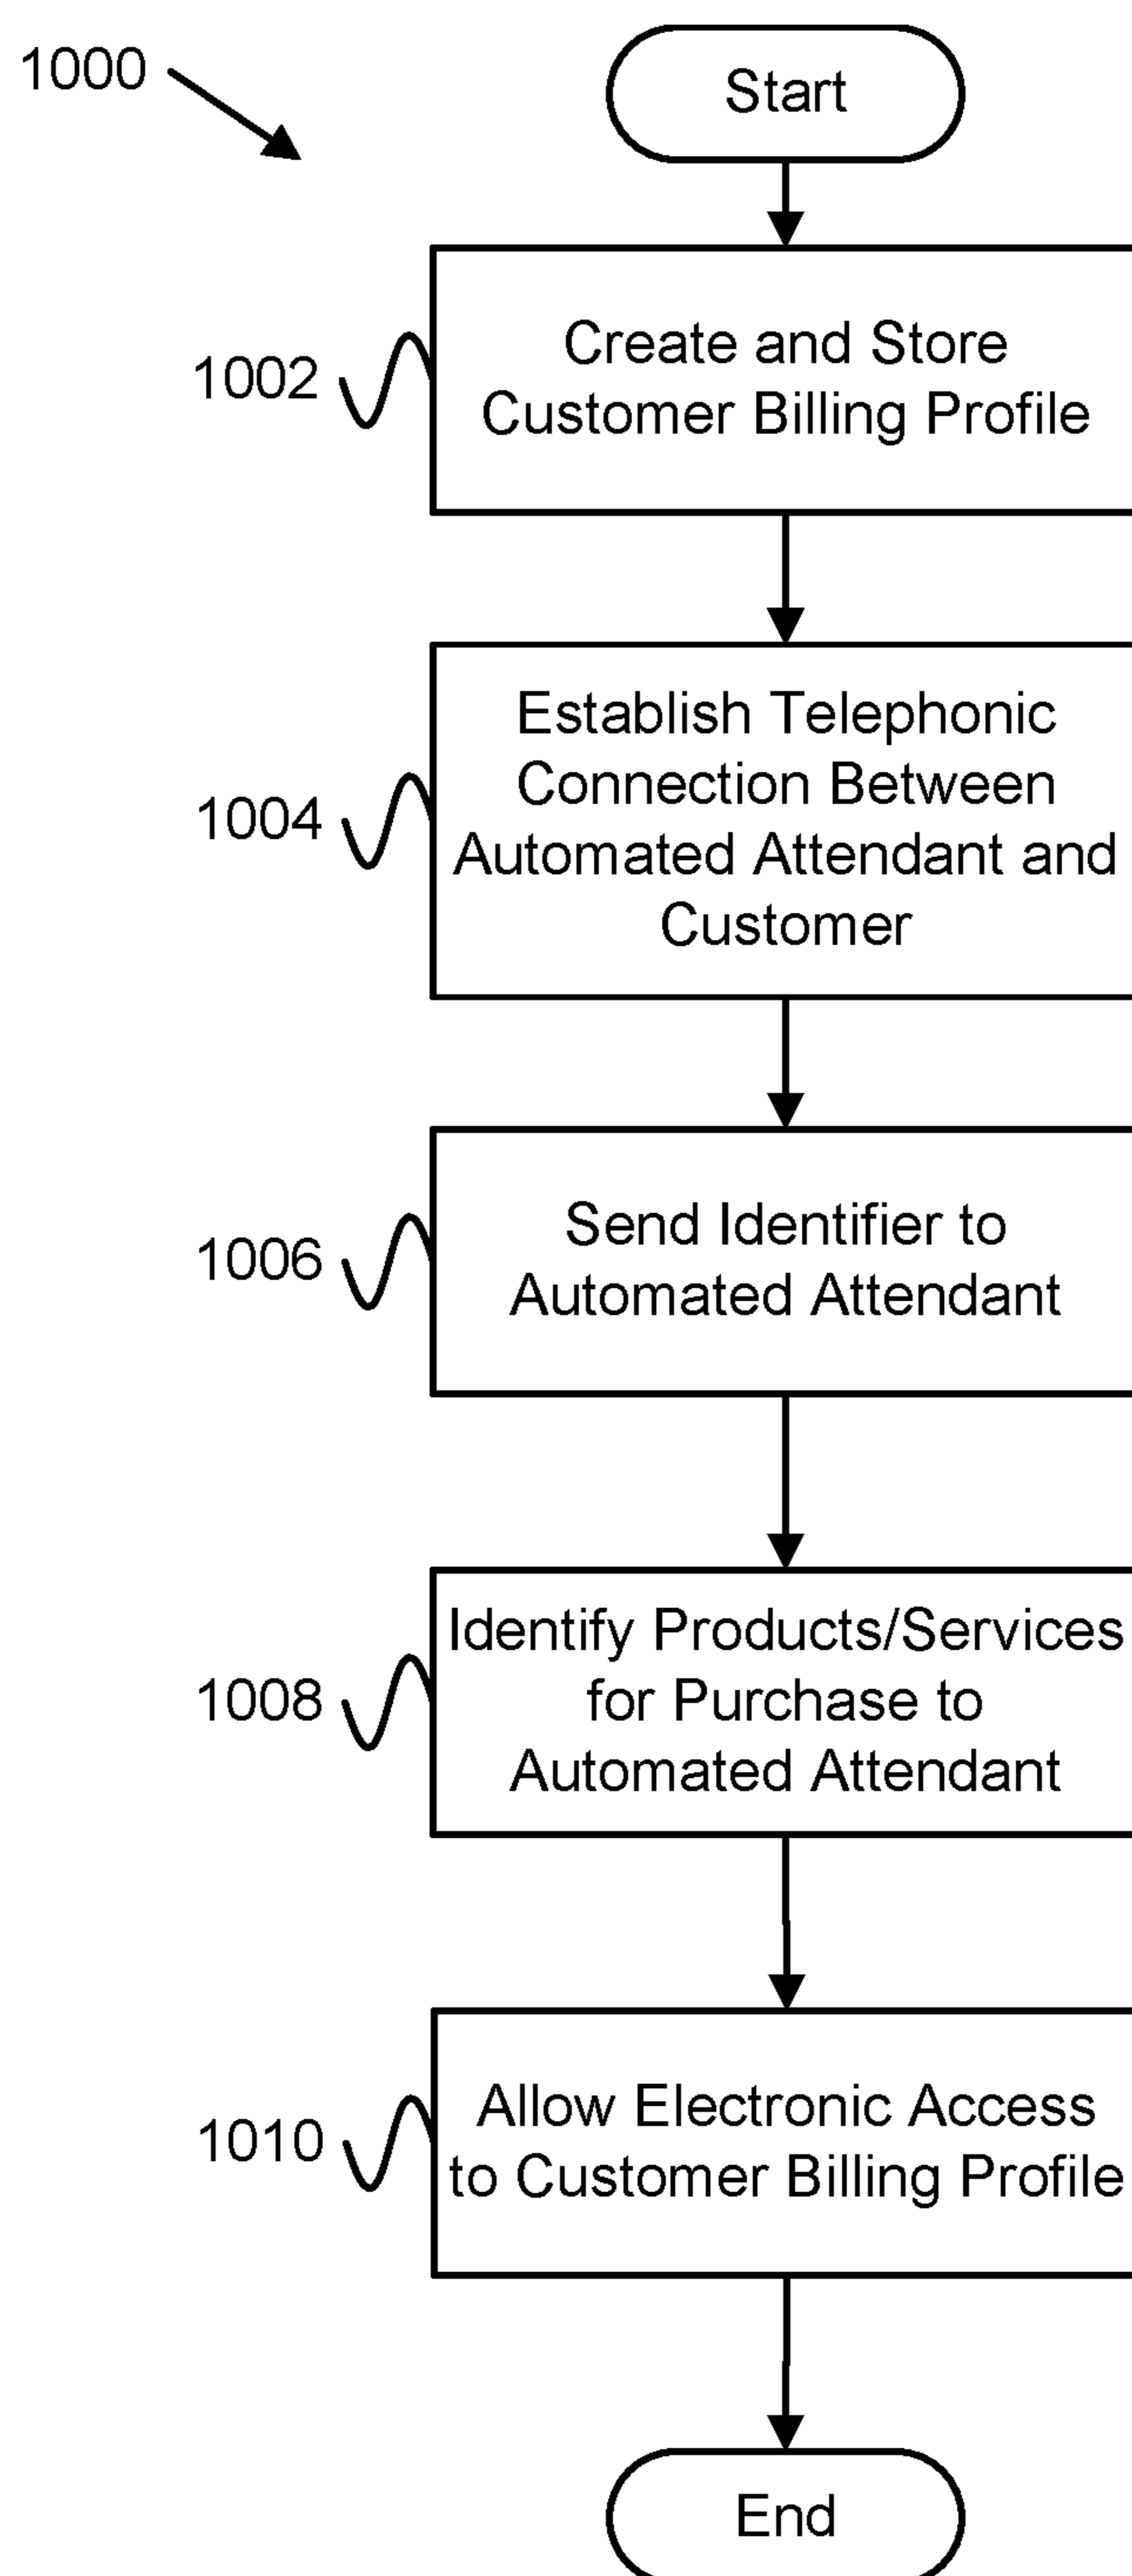 1000
Start
1002
Create and Store
Customer Billing Profile
1004
Establish Telephonic
Connection Between
Automated Attendant and
Customer
1006
Send Identifier to
Automated Attendant
1008
Identify Products/Services
for Purchase to
Automated Attendant
1010
Allow Electronic Access
to Customer Billing Profile
End